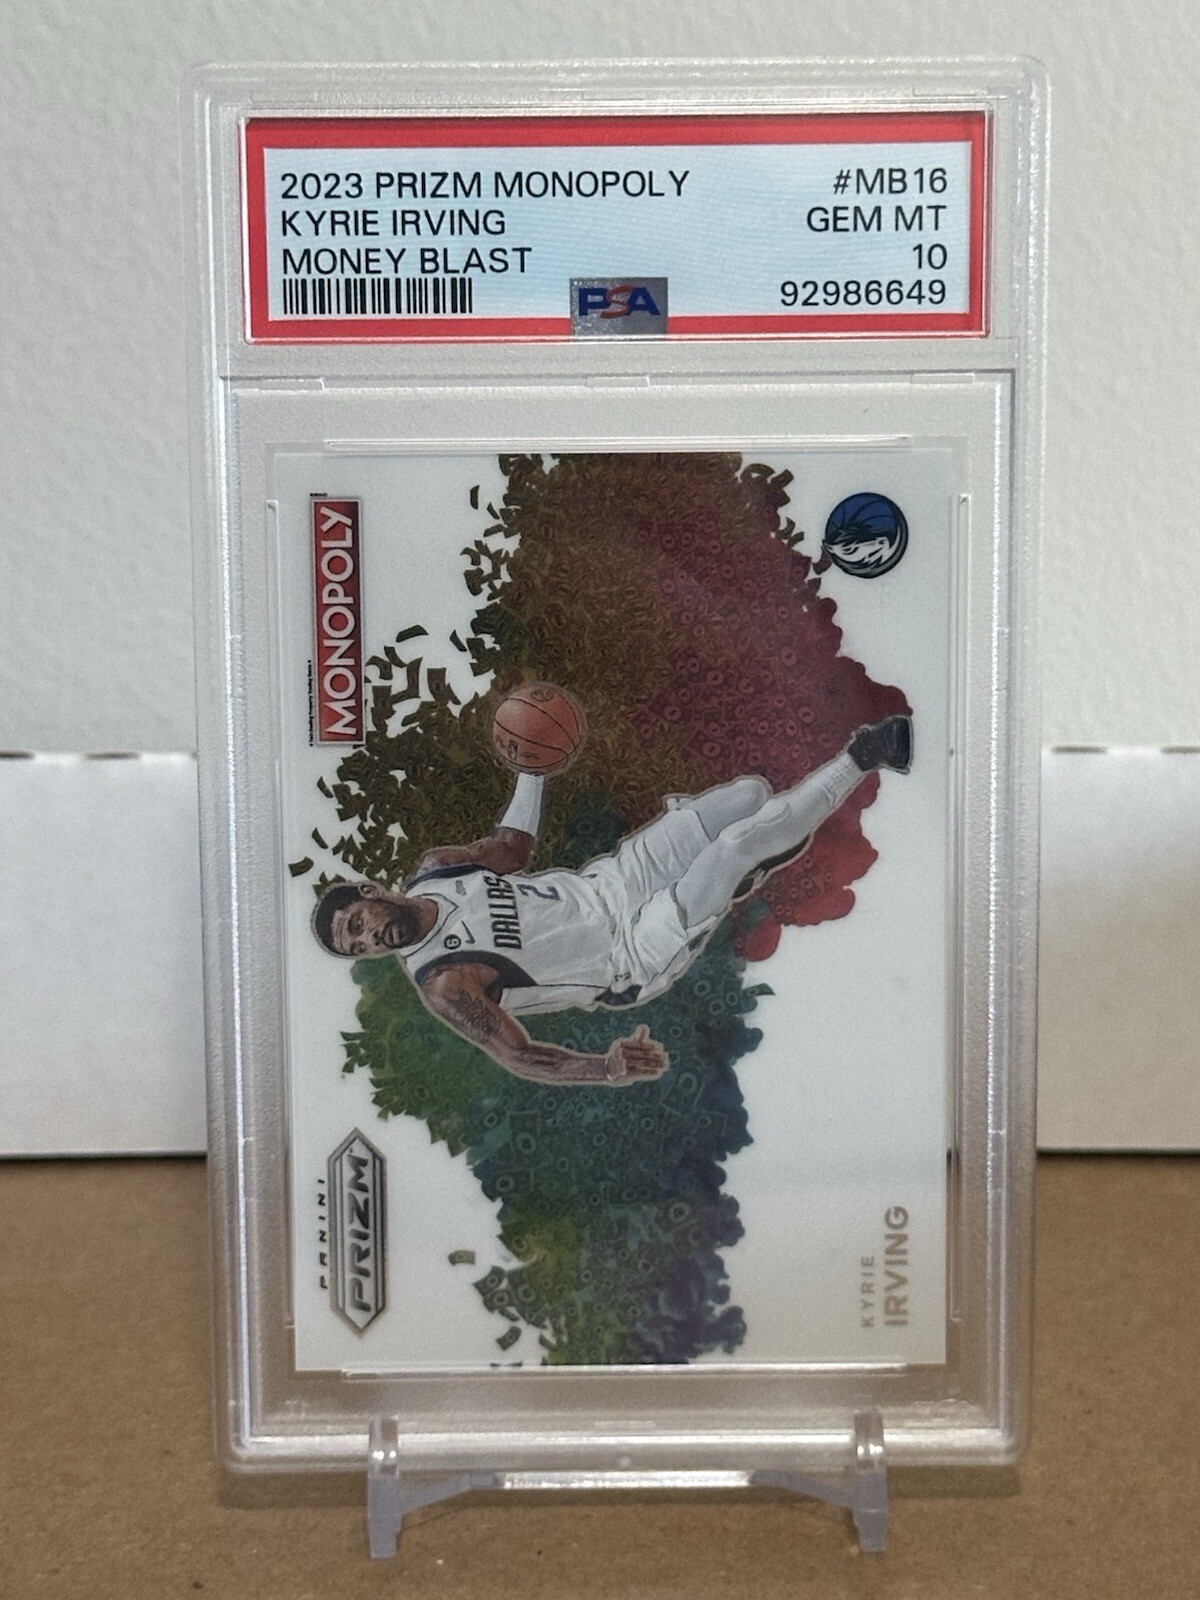 2023 PRIZM MONOPOLY #MB16
KYRIE IRVING GEM MT
MONEY BLAST 10
PSA 92986649
MONOPOLY
DALLAS
2
6
PANINI
PRIZM
KYRIE
IRVING